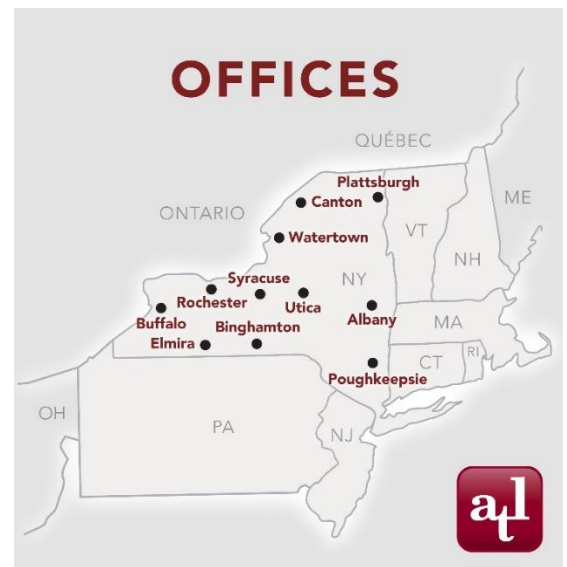 OFFICES
QUÉBEC
Plattsburgh
Canton
ME
ONTARIO
VT
Watertown
NH
Syracuse
NY
Rochester
Utica
Albany
MA
Buffalo
Binghamton
Elmira
CT
RI
Poughkeepsie
OH
PA
NJ
atl